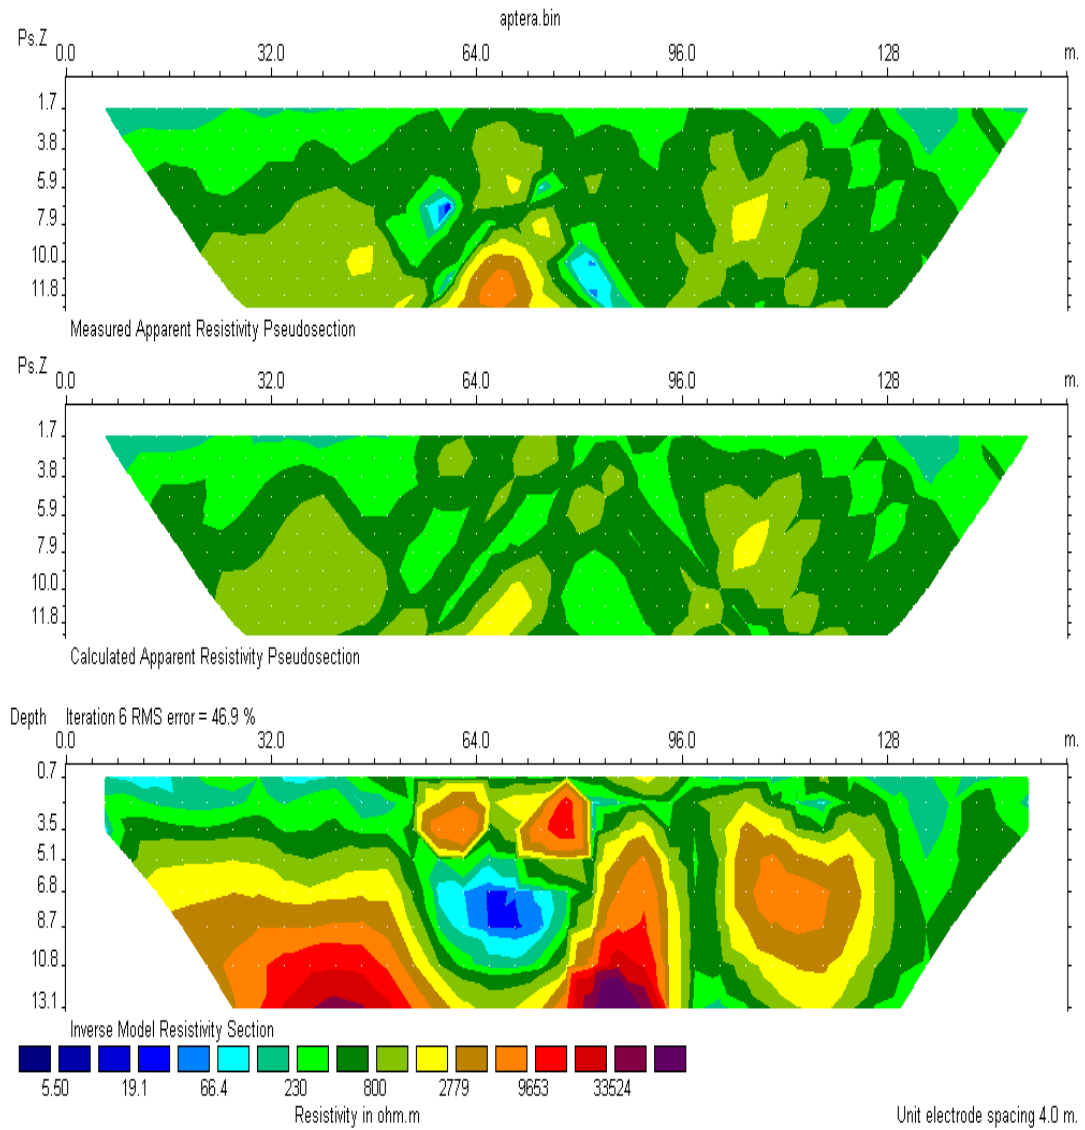 aptera.bin
Ps.Z 0.0 32.0 64.0 96.0 128 m.
1.7
3.8
5.9
7.9
10.0
11.8
Measured Apparent Resistivity Pseudosection
Ps.Z 0.0 32.0 64.0 96.0 128 m.
1.7
3.8
5.9
7.9
10.0
11.8
Calculated Apparent Resistivity Pseudosection
Depth Iteration 6 RMS error = 46.9 %
0.0 32.0 64.0 96.0 128 m.
0.7
3.5
5.1
6.8
8.7
10.8
13.1
Inverse Model Resistivity Section
5.50 19.1 66.4 230 800 2779 9653 33524
Resistivity in ohm.m
Unit electrode spacing 4.0 m.